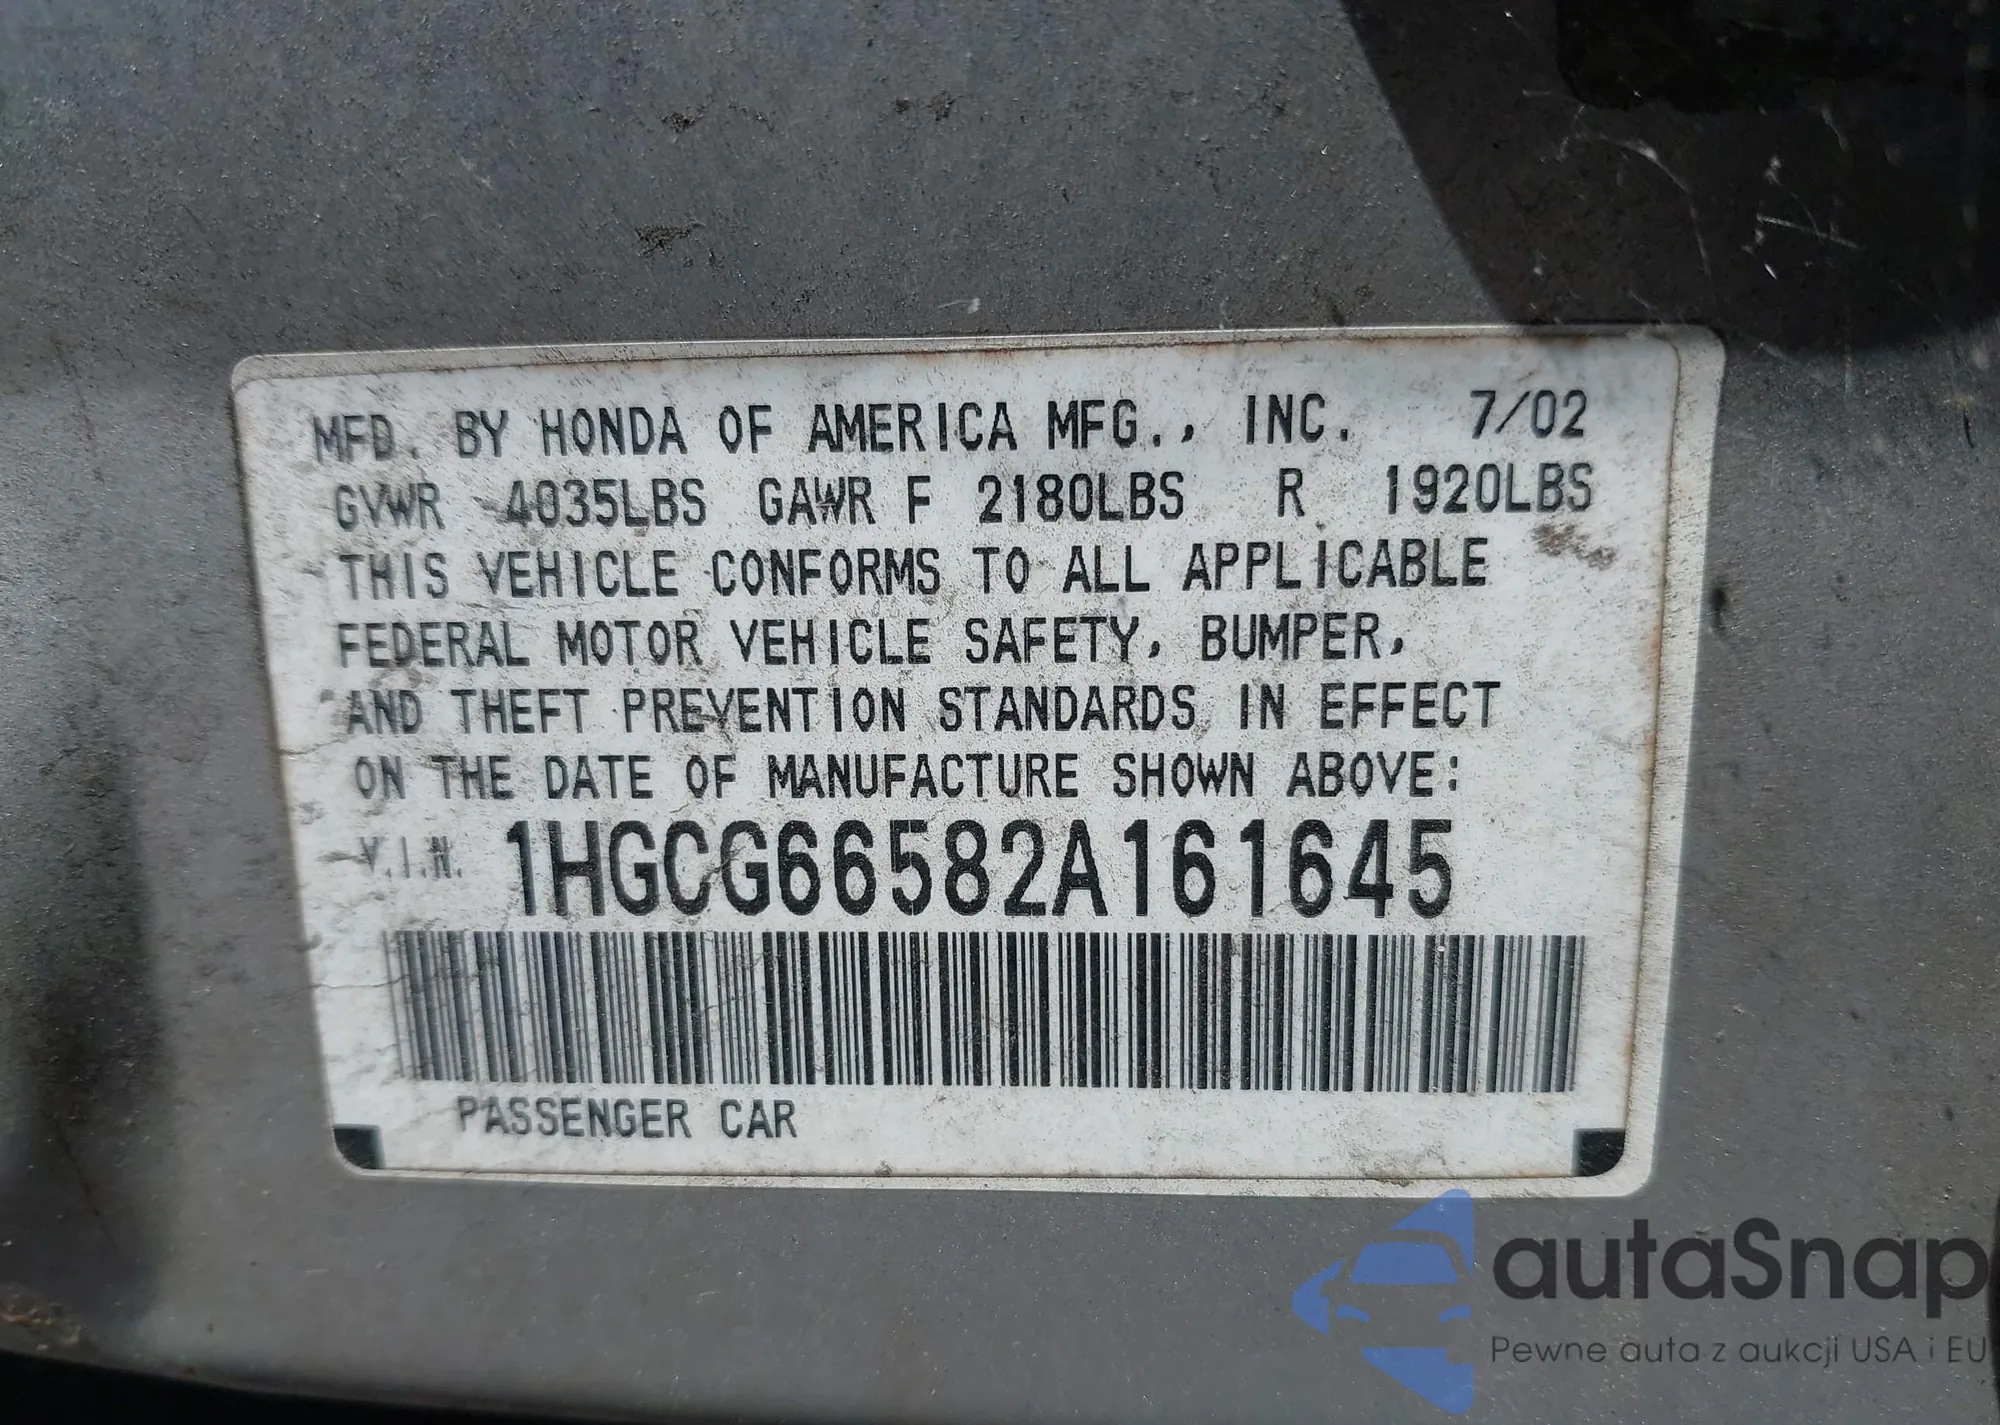 MFD. BY HONDA OF AMERICA MFG., INC. 7/02
GVWR 4035LBS GAWR F 2180LBS R 1920LBS
THIS VEHICLE CONFORMS TO ALL APPLICABLE
FEDERAL MOTOR VEHICLE SAFETY, BUMPER,
AND THEFT PREVENTION STANDARDS IN EFFECT
ON THE DATE OF MANUFACTURE SHOWN ABOVE:
V.I.N. 1HGCG66582A161645
PASSENGER CAR
autaSnap
Pewne auta z aukcji USA i EU